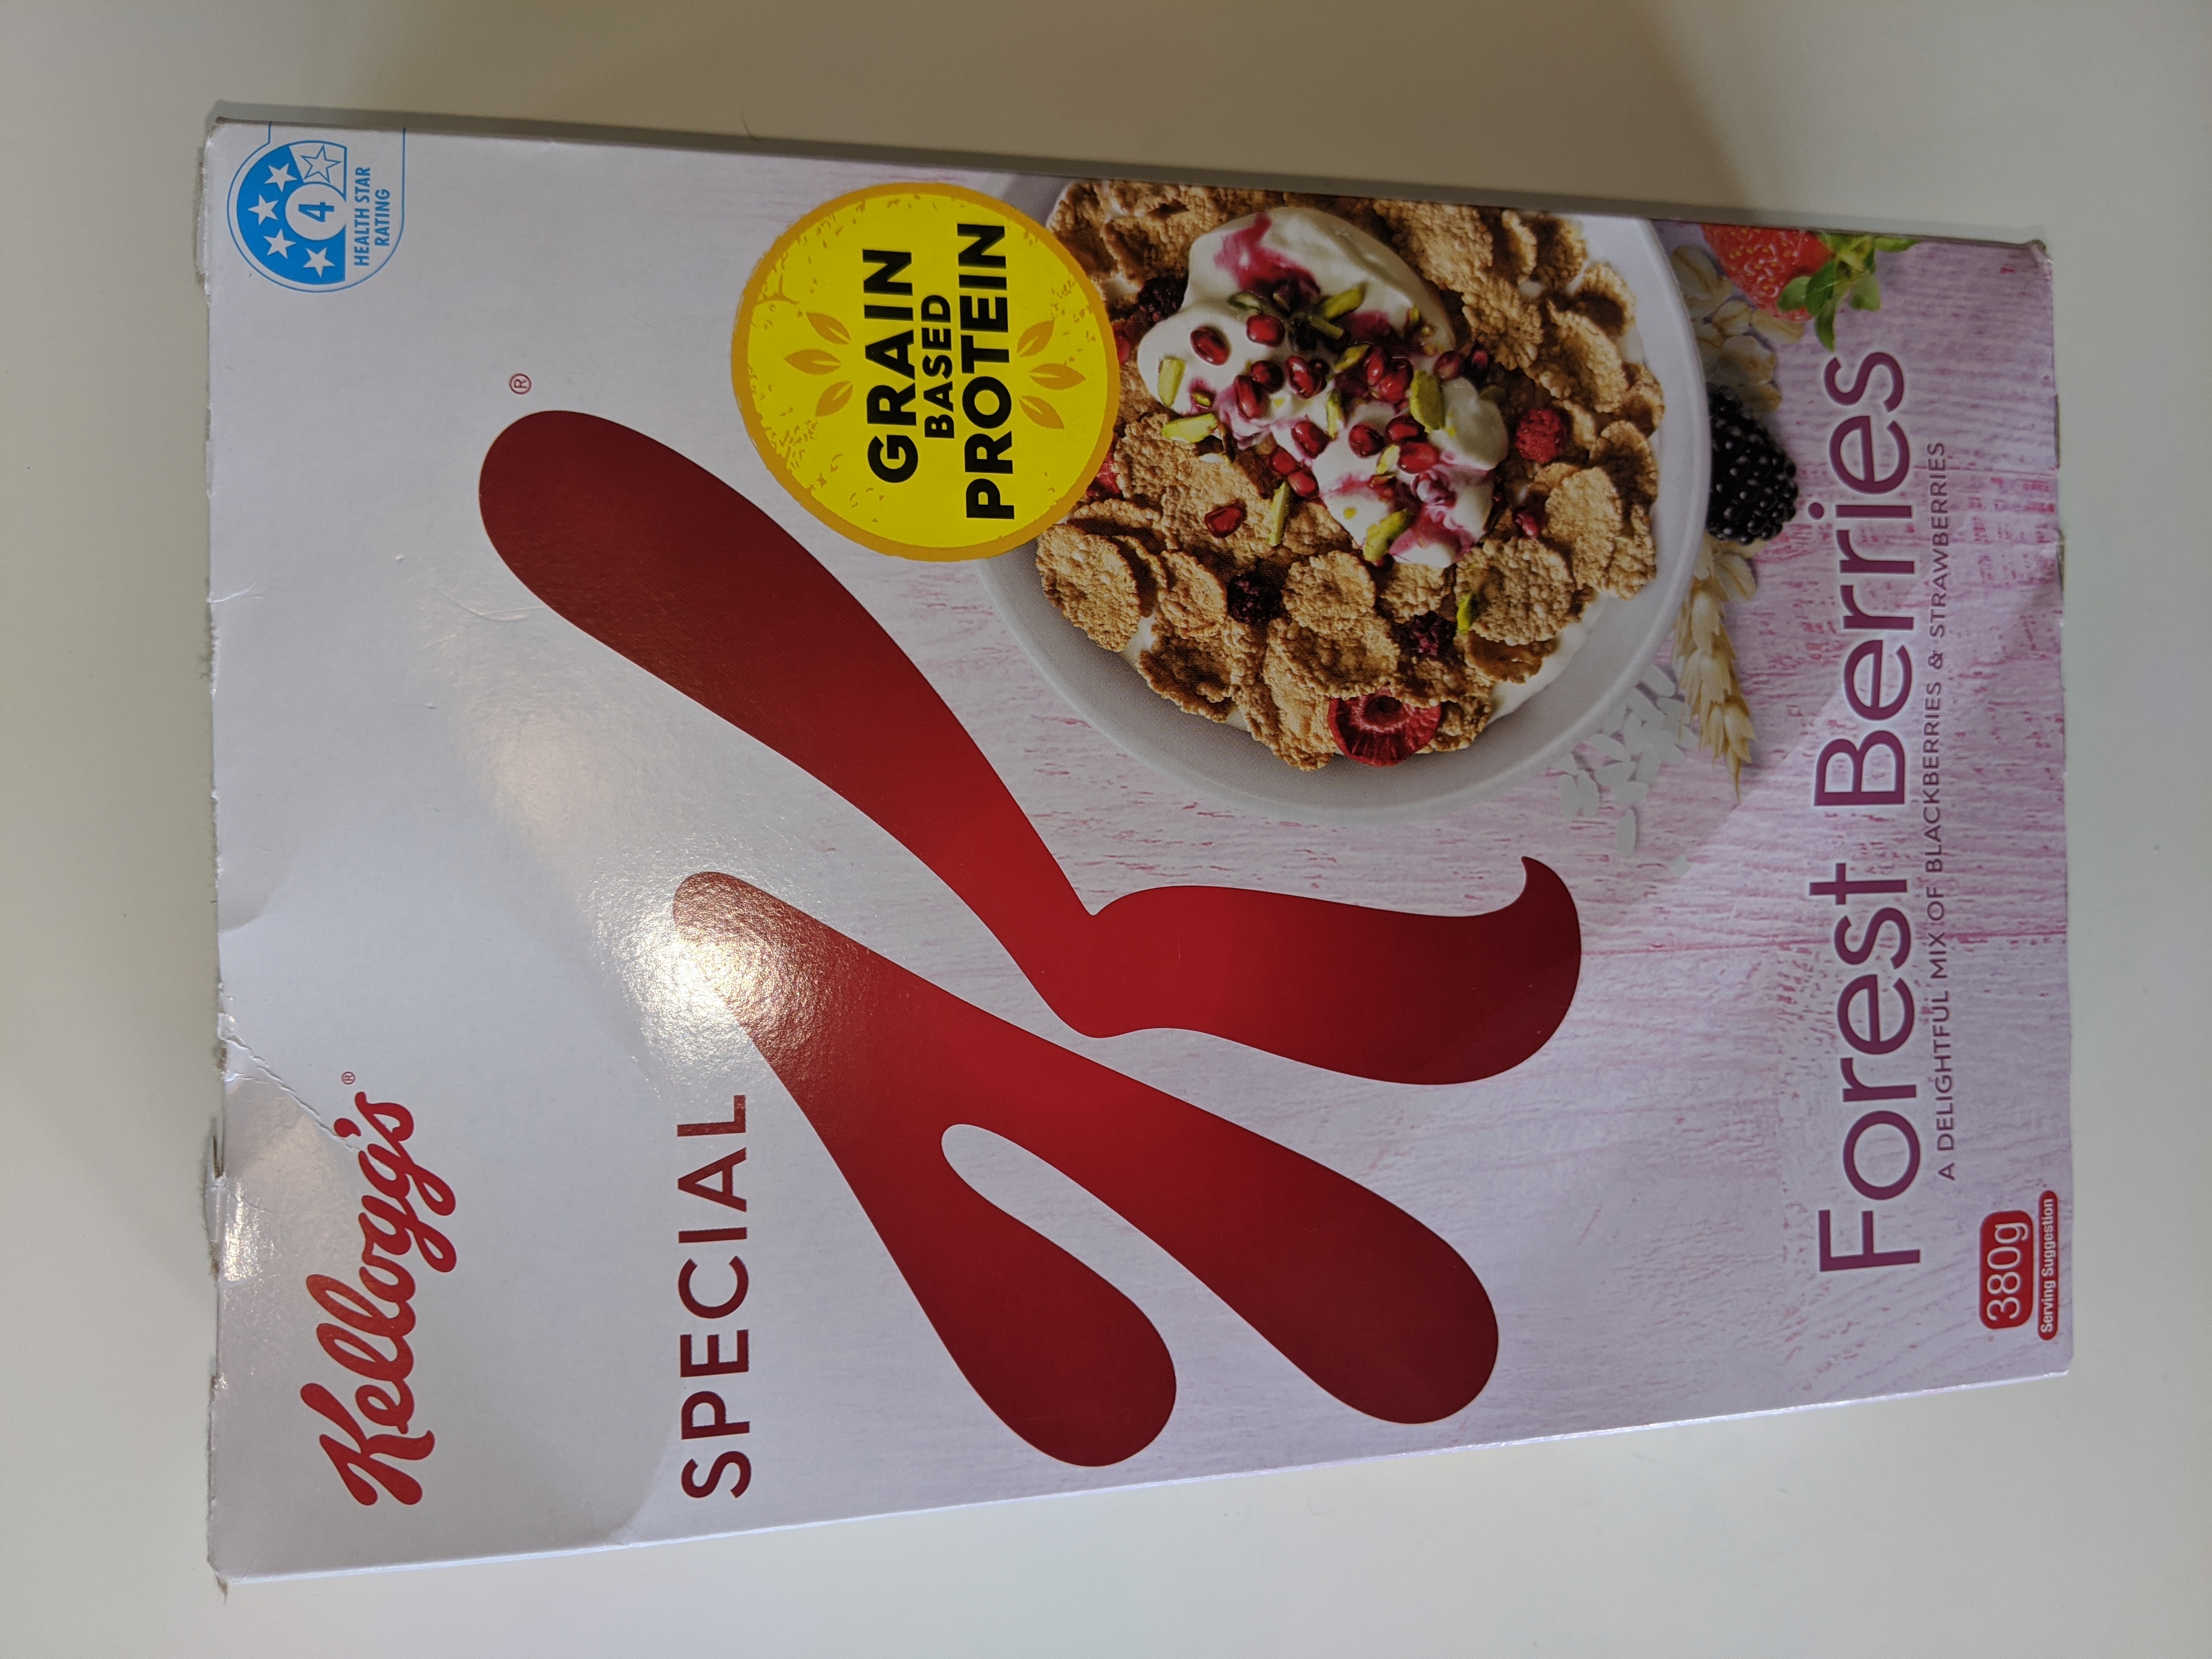 Kellogg's®
4
HEALTH STAR
RATING
SPECIAL
K®
GRAIN
BASED
PROTEIN
Forest Berries
A DELIGHTFUL MIX OF BLACKBERRIES & STRAWBERRIES
380g
Serving Suggestion